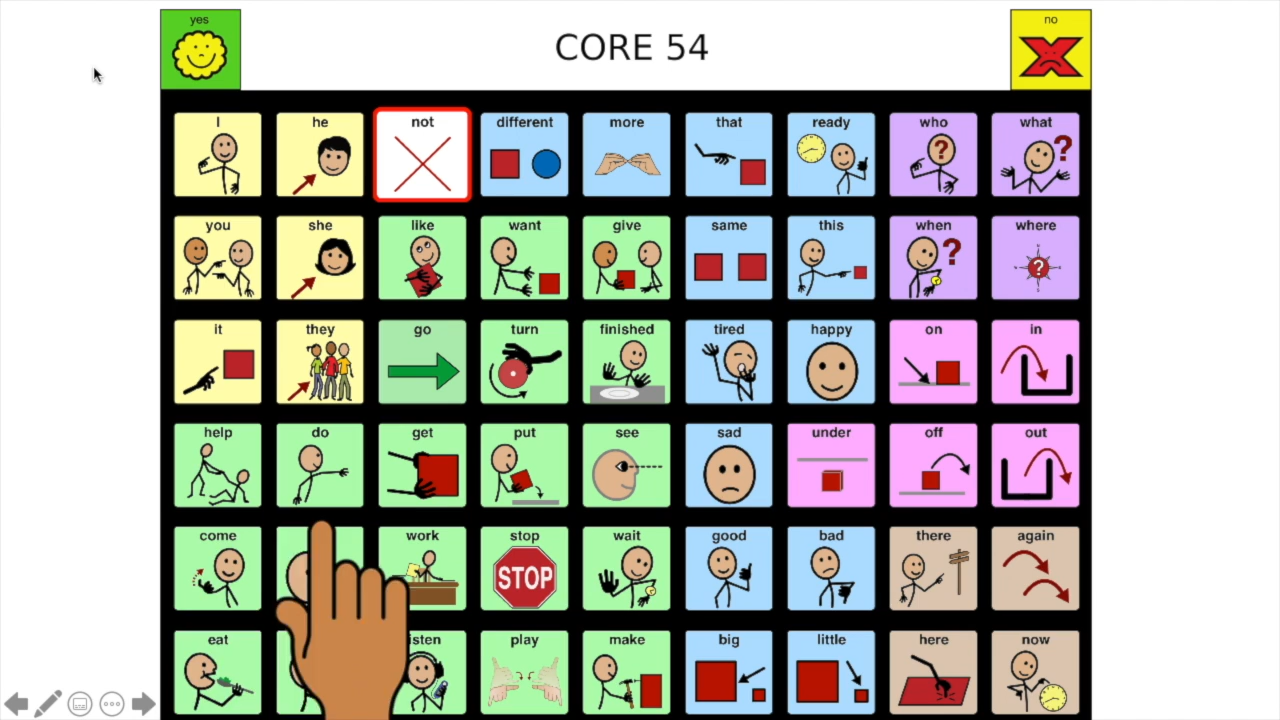 yes
CORE 54
no
I he not different more that ready who what
you she like want give same this when where
it they go turn finished tired happy on in
help do get put see sad under off out
come work stop wait good bad there again
STOP
eat isten play make big little here now